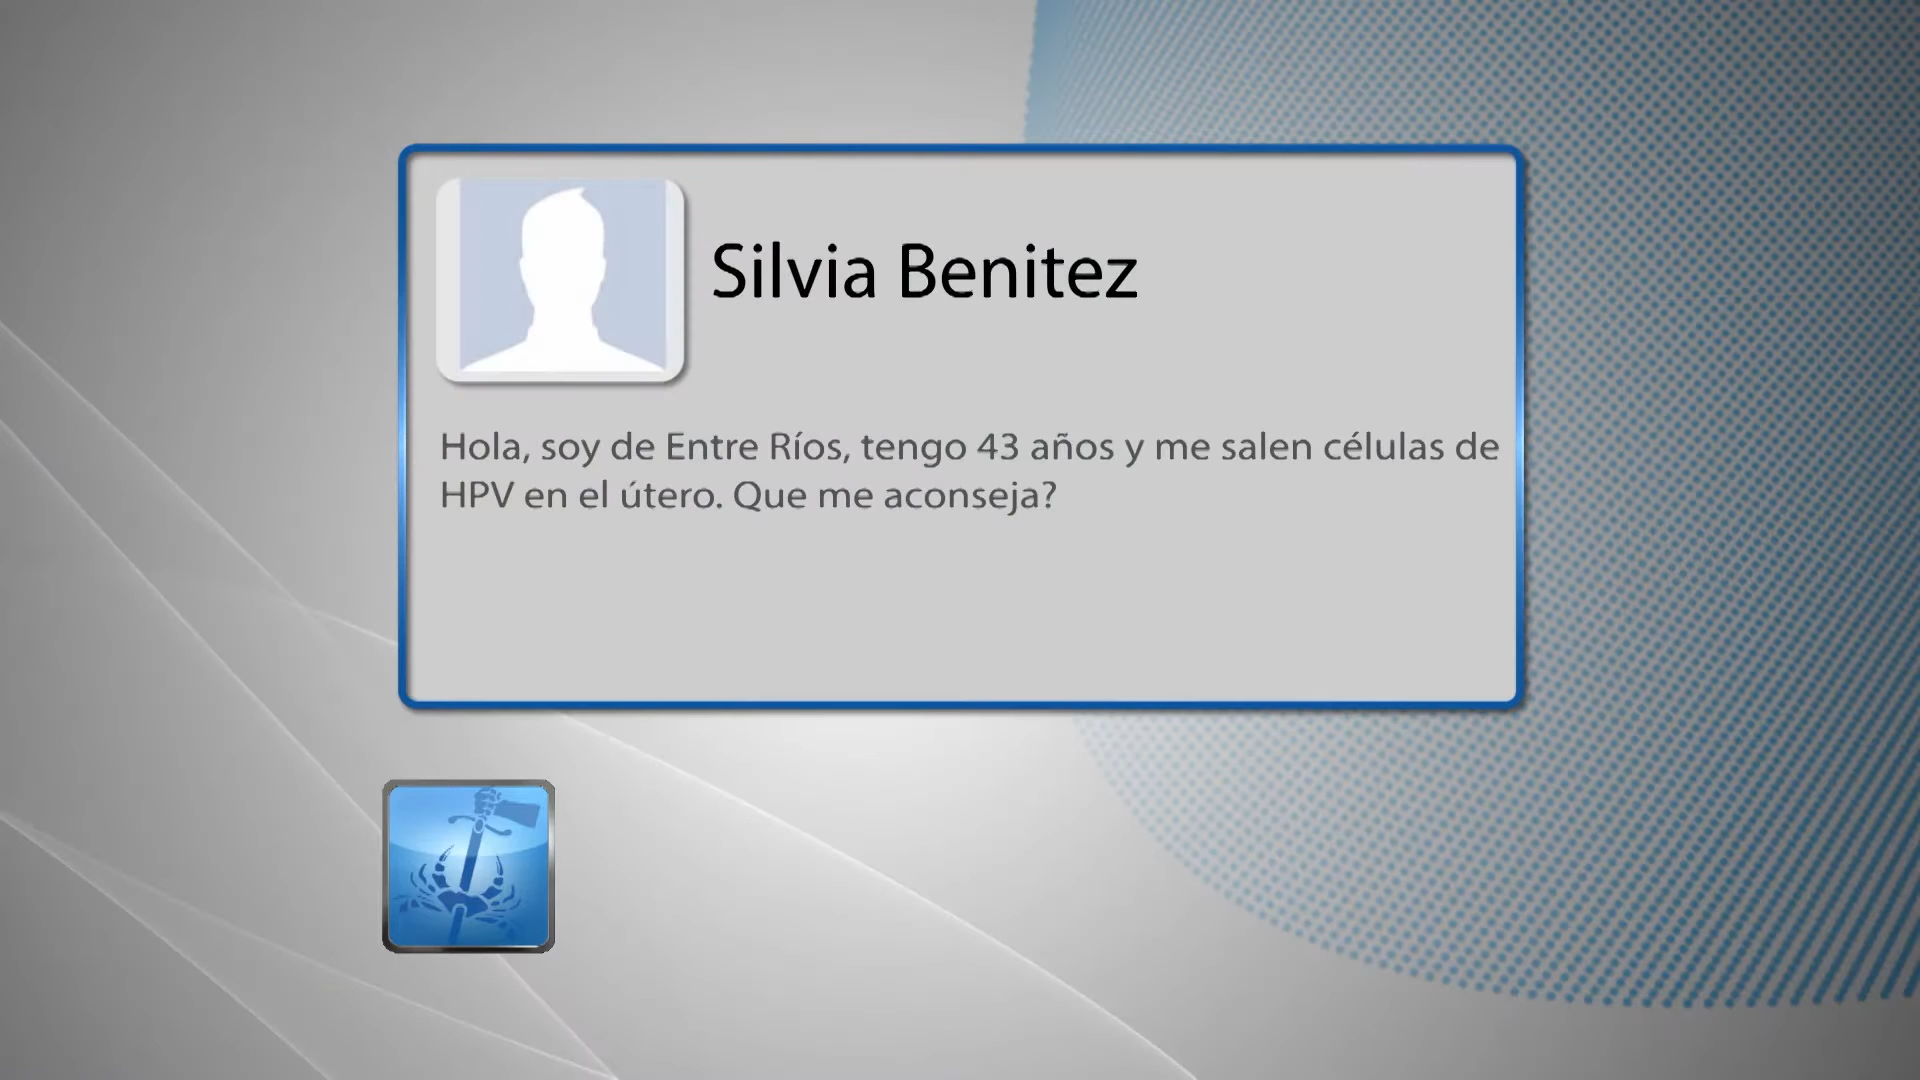 Silvia Benitez
Hola, soy de Entre Ríos, tengo 43 años y me salen células de
HPV en el útero. Que me aconseja?